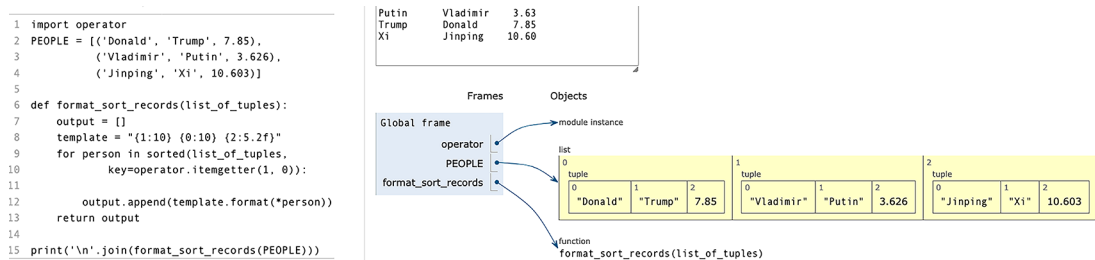 1 import operator
2 PEOPLE = [('Donald', 'Trump', 7.85),
3           ('Vladimir', 'Putin', 3.626),
4           ('Jinping', 'Xi', 10.603)]
5
6 def format_sort_records(list_of_tuples):
7     output = []
8     template = "{1:10} {0:10} {2:5.2f}"
9     for person in sorted(list_of_tuples,
10             key=operator.itemgetter(1, 0)):
11
12         output.append(template.format(*person))
13     return output
14
15 print('\n'.join(format_sort_records(PEOPLE)))
Putin      Vladimir    3.63
Trump      Donald      7.85
Xi         Jinping    10.60
Frames Objects
Global frame
operator
PEOPLE
format_sort_records
module instance
list
0 1 2
tuple tuple tuple
0 1 2 0 1 2 0 1 2
"Donald" "Trump" 7.85 "Vladimir" "Putin" 3.626 "Jinping" "Xi" 10.603
function
format_sort_records(list_of_tuples)